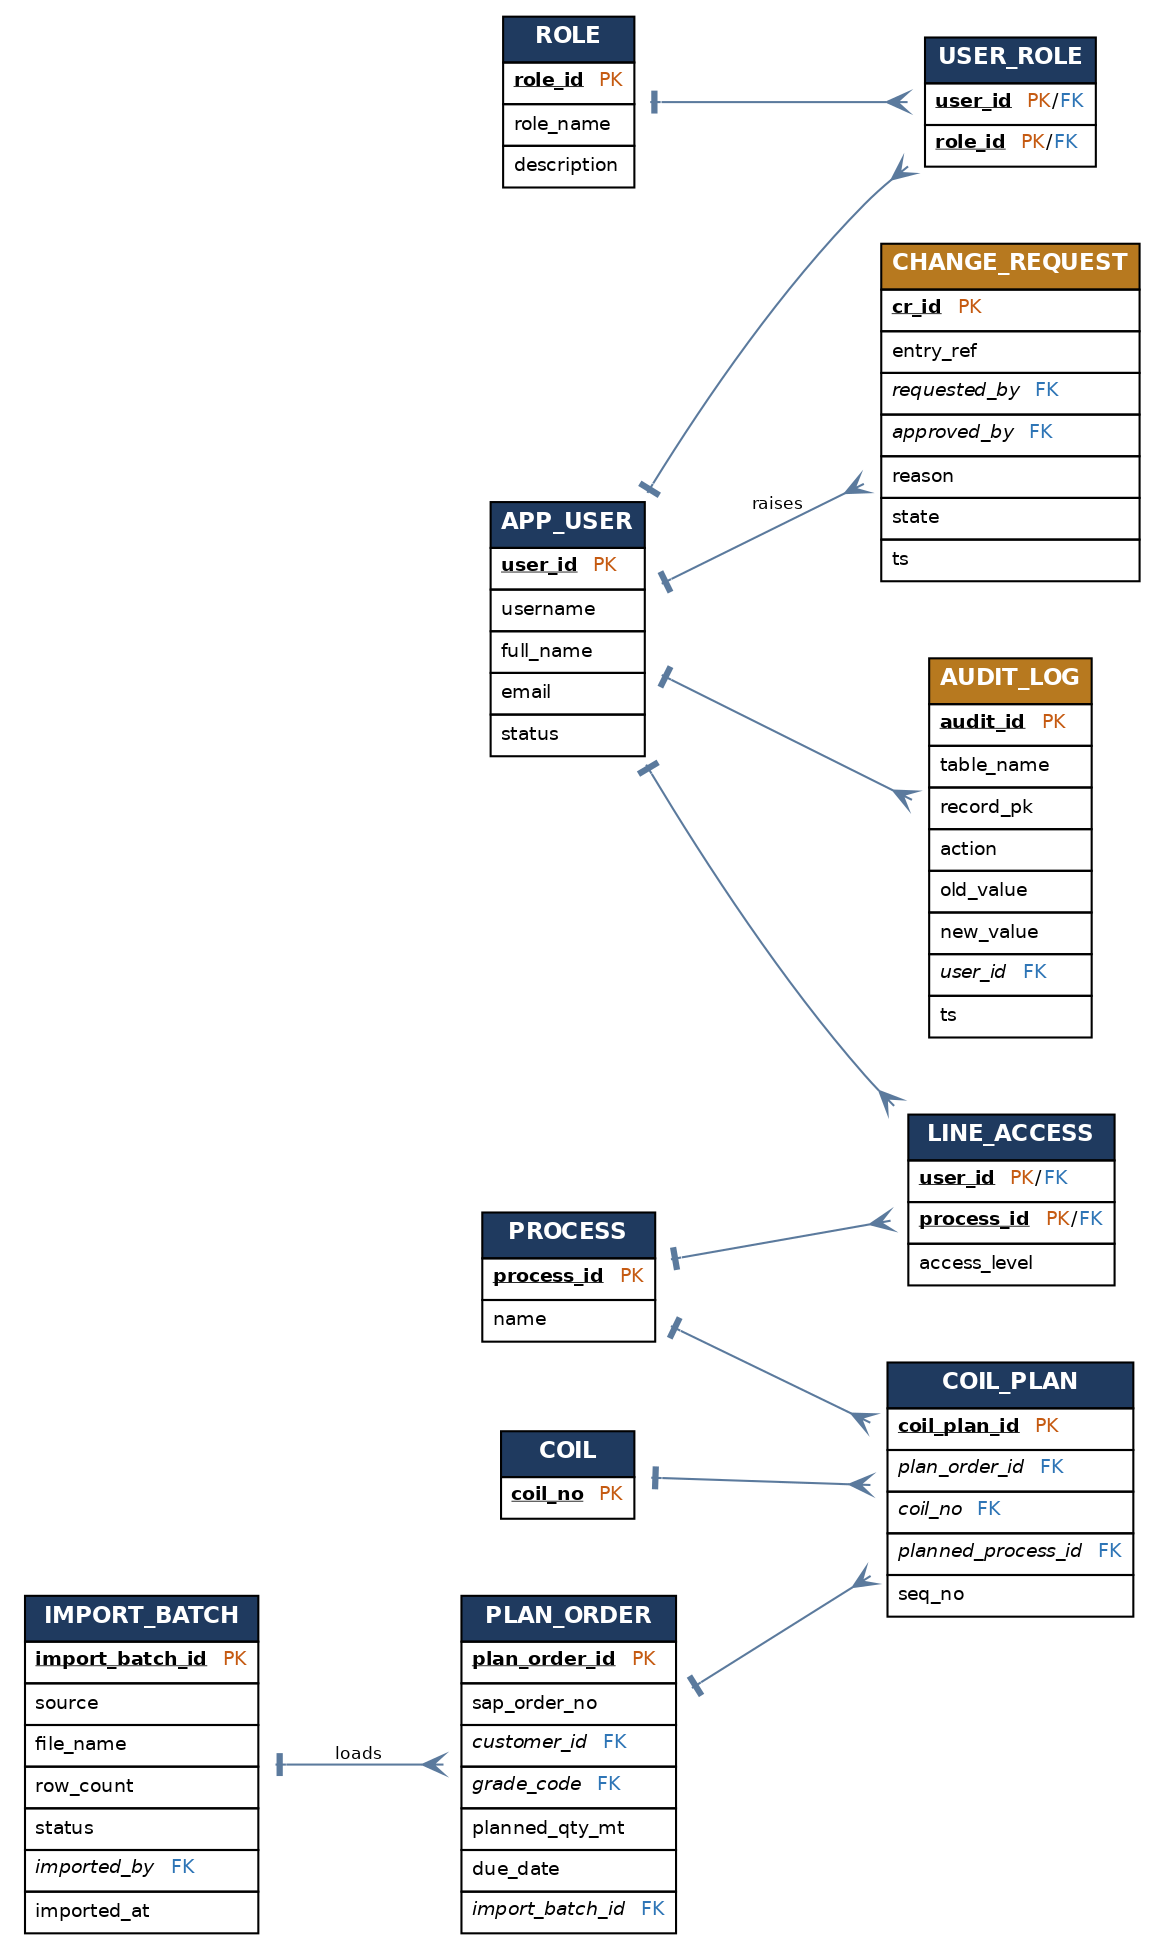 ROLE
role_id PK
role_name
description
USER_ROLE
user_id PK/FK
role_id PK/FK
CHANGE_REQUEST
cr_id PK
entry_ref
requested_by FK
approved_by FK
reason
state
ts
raises
APP_USER
user_id PK
username
full_name
email
status
AUDIT_LOG
audit_id PK
table_name
record_pk
action
old_value
new_value
user_id FK
ts
LINE_ACCESS
user_id PK/FK
process_id PK/FK
access_level
PROCESS
process_id PK
name
COIL_PLAN
coil_plan_id PK
plan_order_id FK
coil_no FK
planned_process_id FK
seq_no
COIL
coil_no PK
IMPORT_BATCH
import_batch_id PK
source
file_name
row_count
status
imported_by FK
imported_at
loads
PLAN_ORDER
plan_order_id PK
sap_order_no
customer_id FK
grade_code FK
planned_qty_mt
due_date
import_batch_id FK